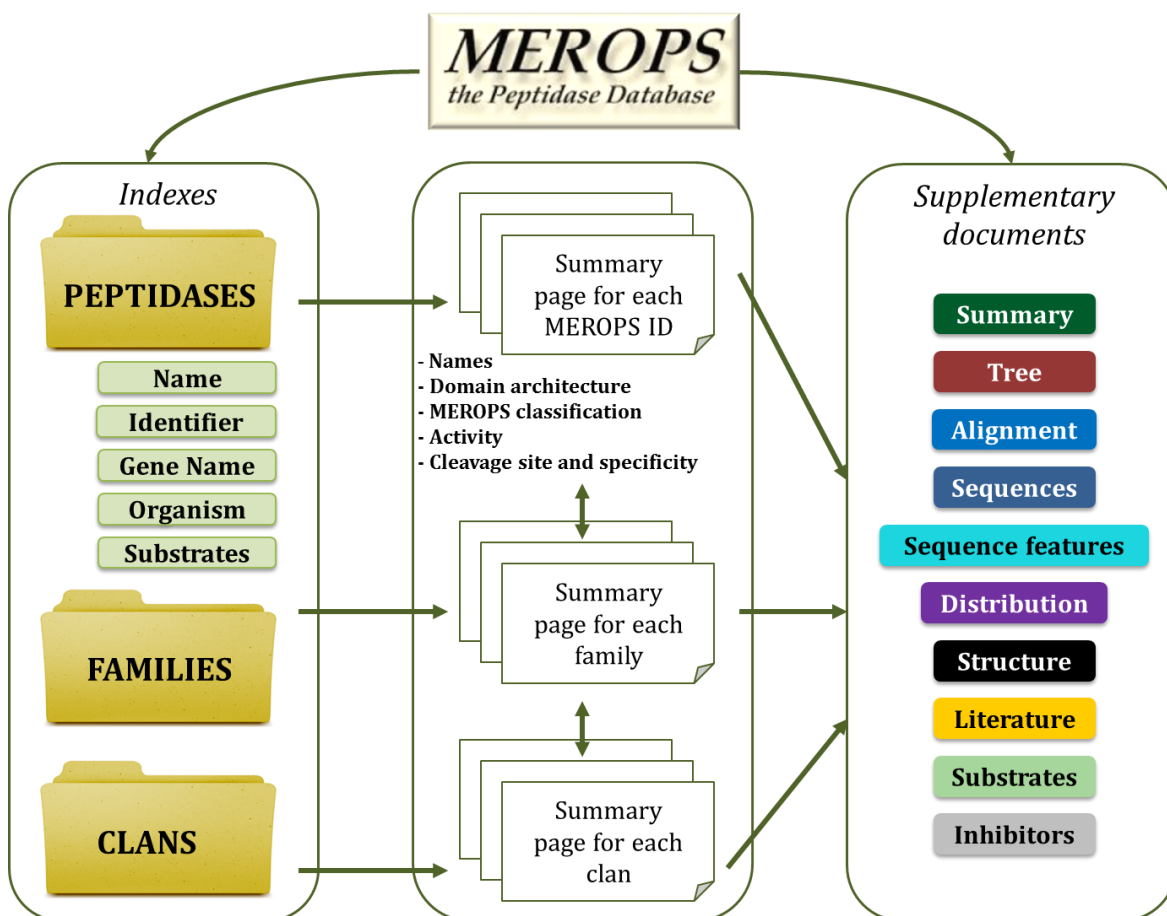 MEROPS
the Peptidase Database
Indexes
PEPTIDASES
Name
Identifier
Gene Name
Organism
Substrates
FAMILIES
CLANS
Summary
page for each
MEROPS ID
- Names
- Domain architecture
- MEROPS classification
- Activity
- Cleavage site and specificity
Summary
page for each
family
Summary
page for each
clan
Supplementary
documents
Summary
Tree
Alignment
Sequences
Sequence features
Distribution
Structure
Literature
Substrates
Inhibitors